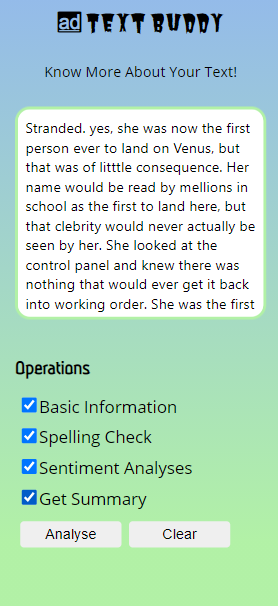 ad TEXT BUDDY
Know More About Your Text!
Stranded. yes, she was now the first
person ever to land on Venus, but
that was of litttle consequence. Her
name would be read by mellions in
school as the first to land here, but
that clebrity would never actually be
seen by her. She looked at the
control panel and knew there was
nothing that would ever get it back
into working order. She was the first
Operations
Basic Information
Spelling Check
Sentiment Analyses
Get Summary
Analyse Clear